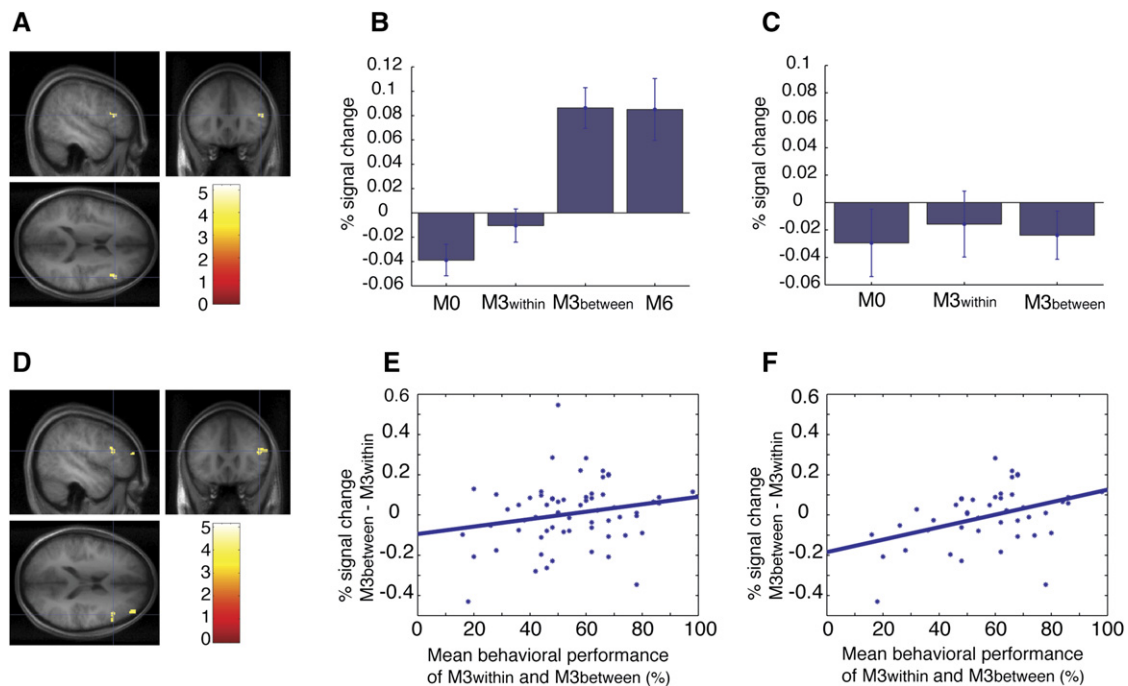 A
5
4
3
2
1
0
B
% signal change
0.12
0.1
0.08
0.06
0.04
0.02
0
-0.02
-0.04
-0.06
M0 M3within M3between M6
C
% signal change
0.1
0.08
0.06
0.04
0.02
0
-0.02
-0.04
-0.06
M0 M3within M3between
D
5
4
3
2
1
0
E
% signal change
M3between - M3within
0.6
0.4
0.2
0
-0.2
-0.4
0 20 40 60 80 100
Mean behavioral performance
of M3within and M3between (%)
F
% signal change
M3between - M3within
0.6
0.4
0.2
0
-0.2
-0.4
0 20 40 60 80 100
Mean behavioral performance
of M3within and M3between (%)